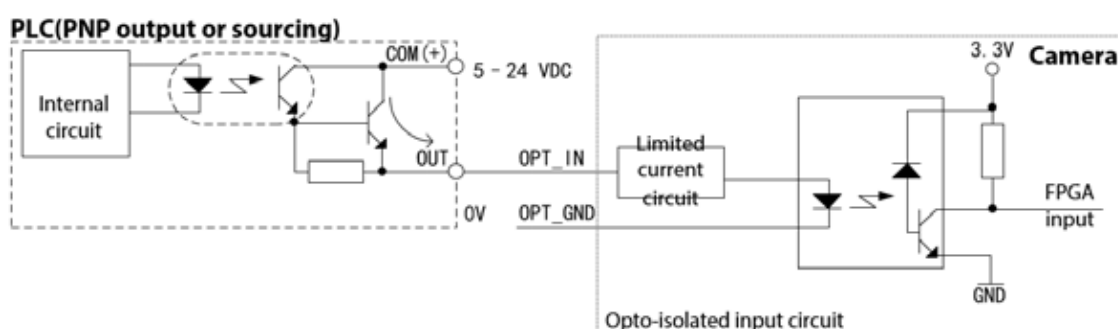 PLC(PNP output or sourcing)
COM(+)
5-24 VDC
Internal
circuit
OUT
0V
OPT_IN
OPT_GND
Limited
current
circuit
3.3V
Camera
FPGA
input
GND
Opto-isolated input circuit